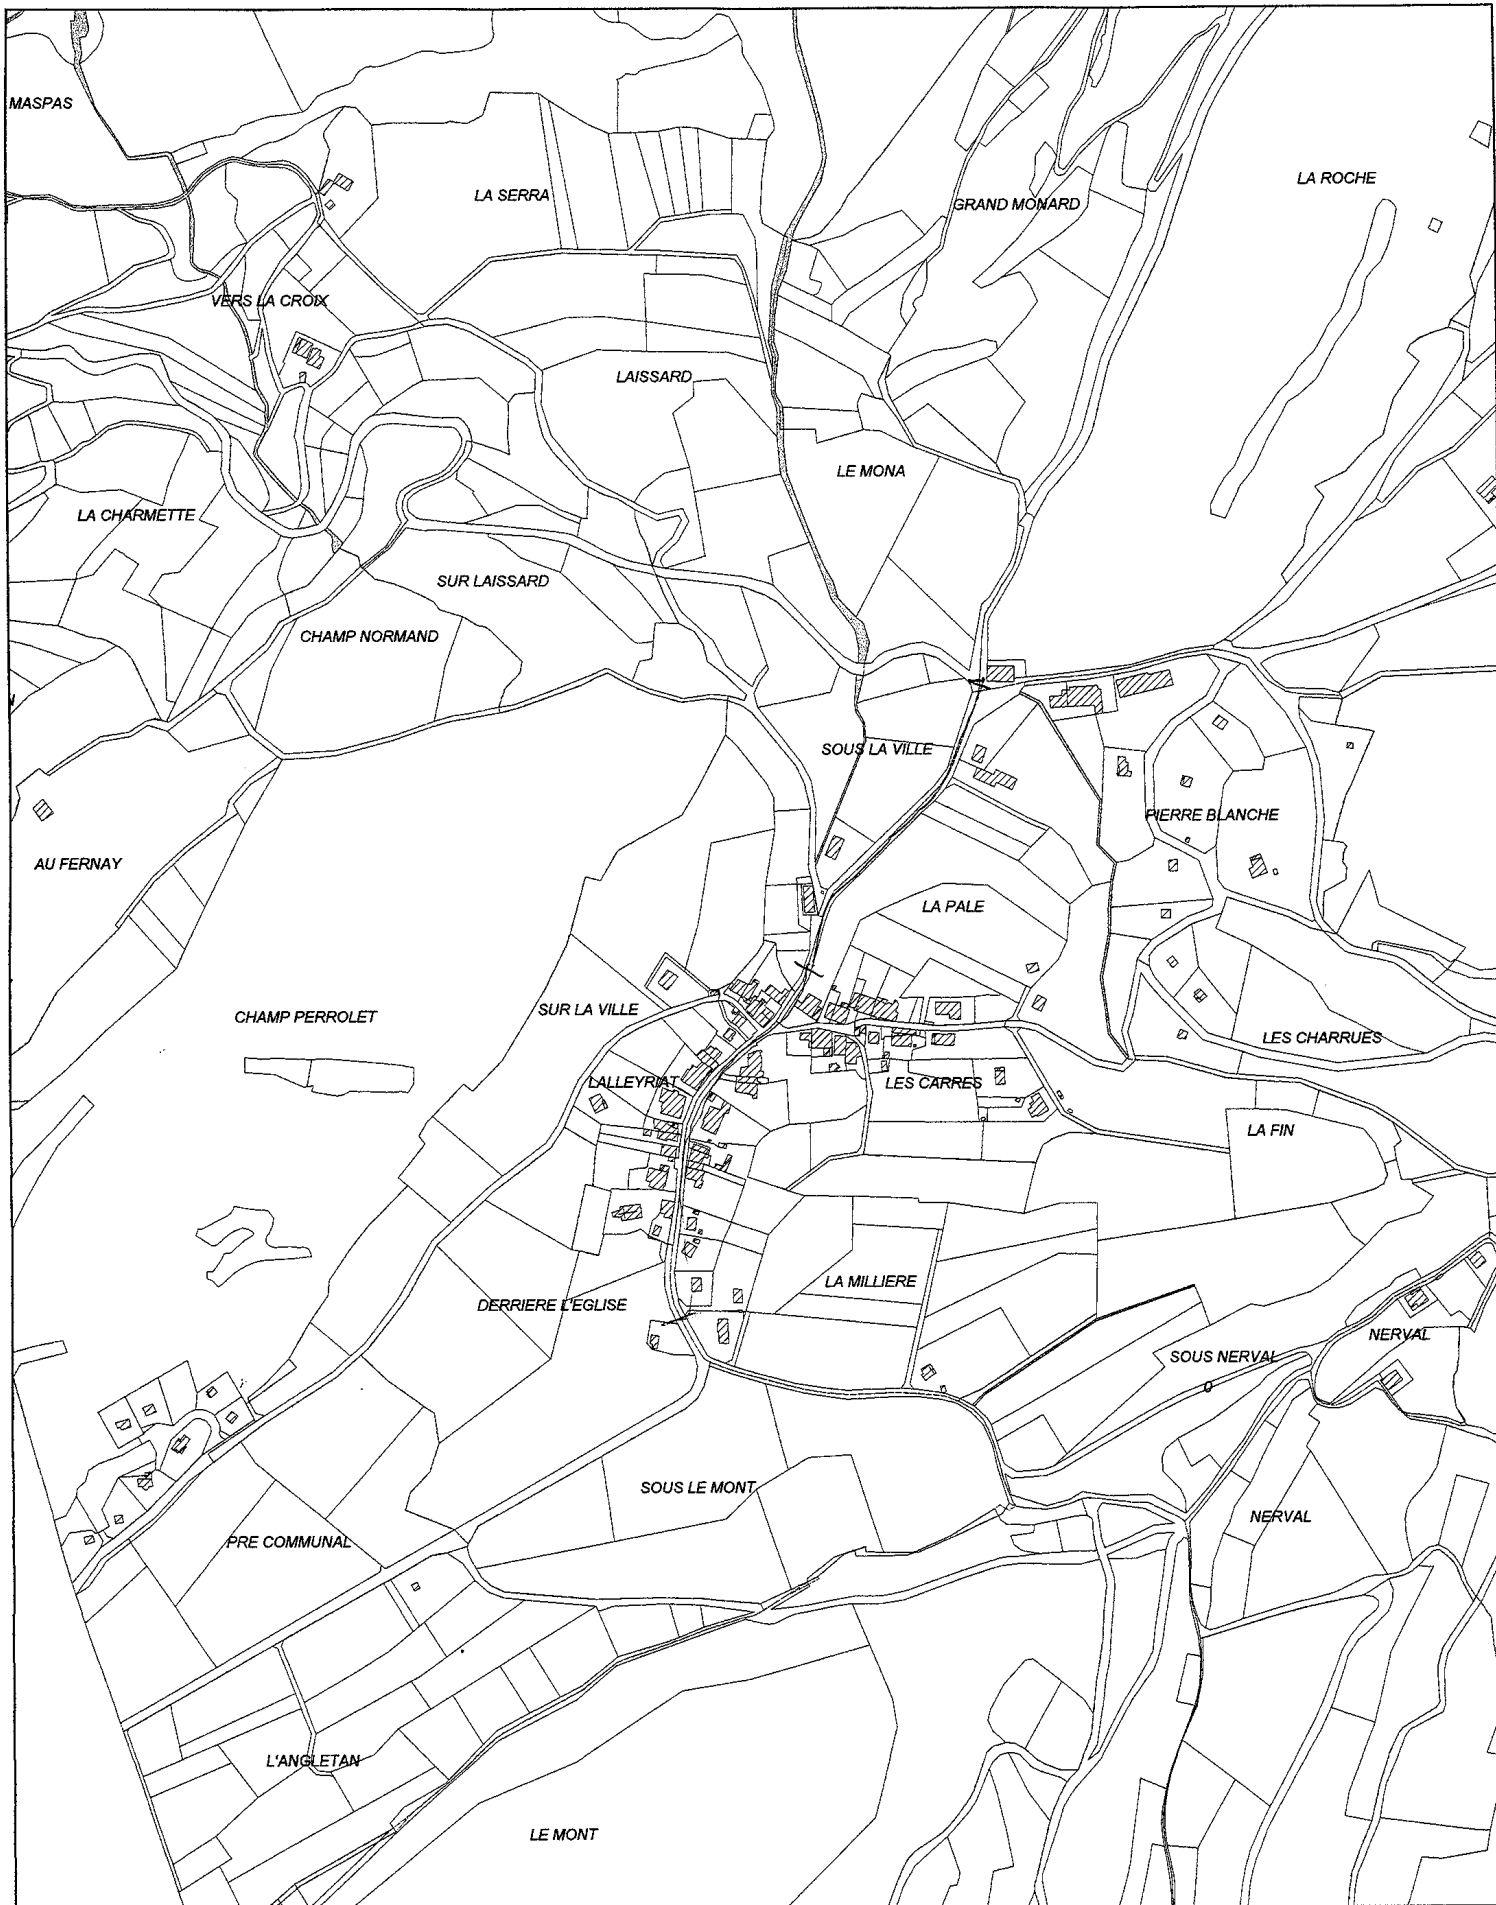 MASPAS
LA ROCHE
LA SERRA
GRAND MONARD
VERS LA CROIX
LAISSARD
LE MONA
LA CHARMETTE
SUR LAISSARD
CHAMP NORMAND
SOUS LA VILLE
PIERRE BLANCHE
AU FERNAY
LA PALE
SUR LA VILLE
CHAMP PERROLET
LES CHARRUES
LALLEYRIAT
LES CARRES
LA FIN
LA MILLIERE
DERRIERE L'EGLISE
NERVAL
SOUS NERVAL
SOUS LE MONT
NERVAL
PRE COMMUNAL
L'ANGLETAN
LE MONT